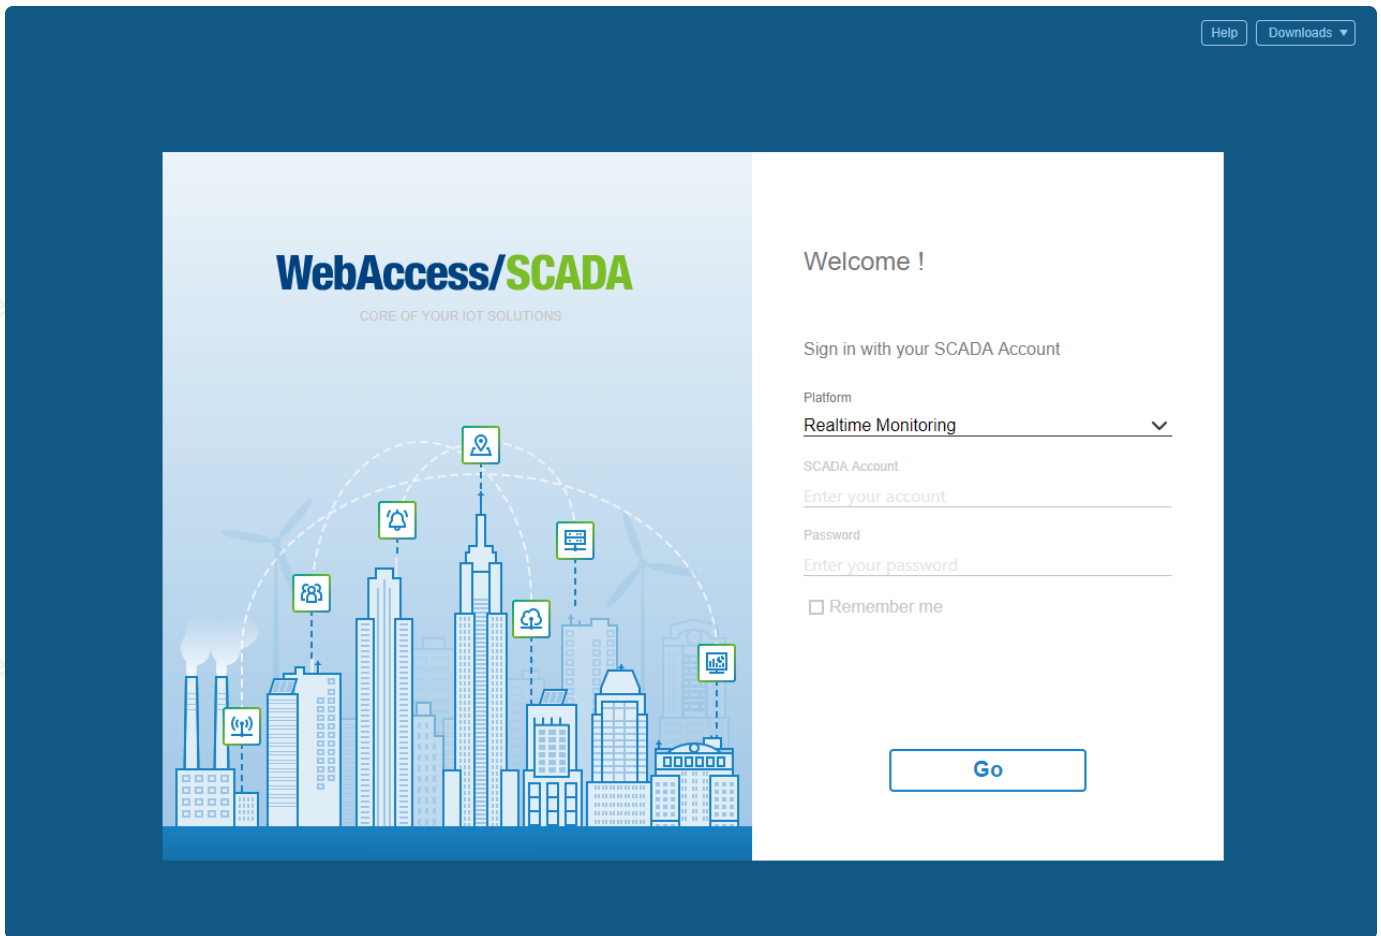 Help
Downloads
WebAccess/SCADA
CORE OF YOUR IOT SOLUTIONS
Welcome !
Sign in with your SCADA Account
Platform
Realtime Monitoring
SCADA Account
Enter your account
Password
Enter your password
Remember me
Go